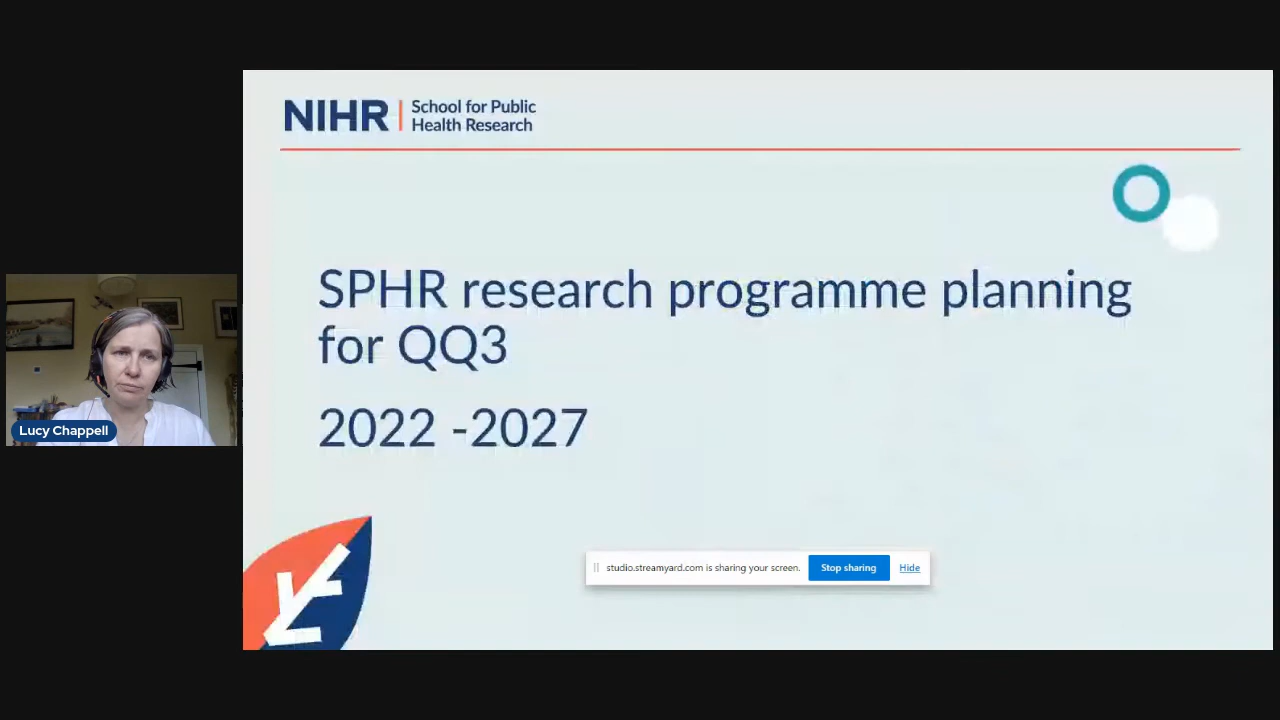 NIHR | School for Public
Health Research
SPHR research programme planning
for QQ3
2022 -2027
Lucy Chappell
studio.streamyard.com is sharing your screen. Stop sharing Hide